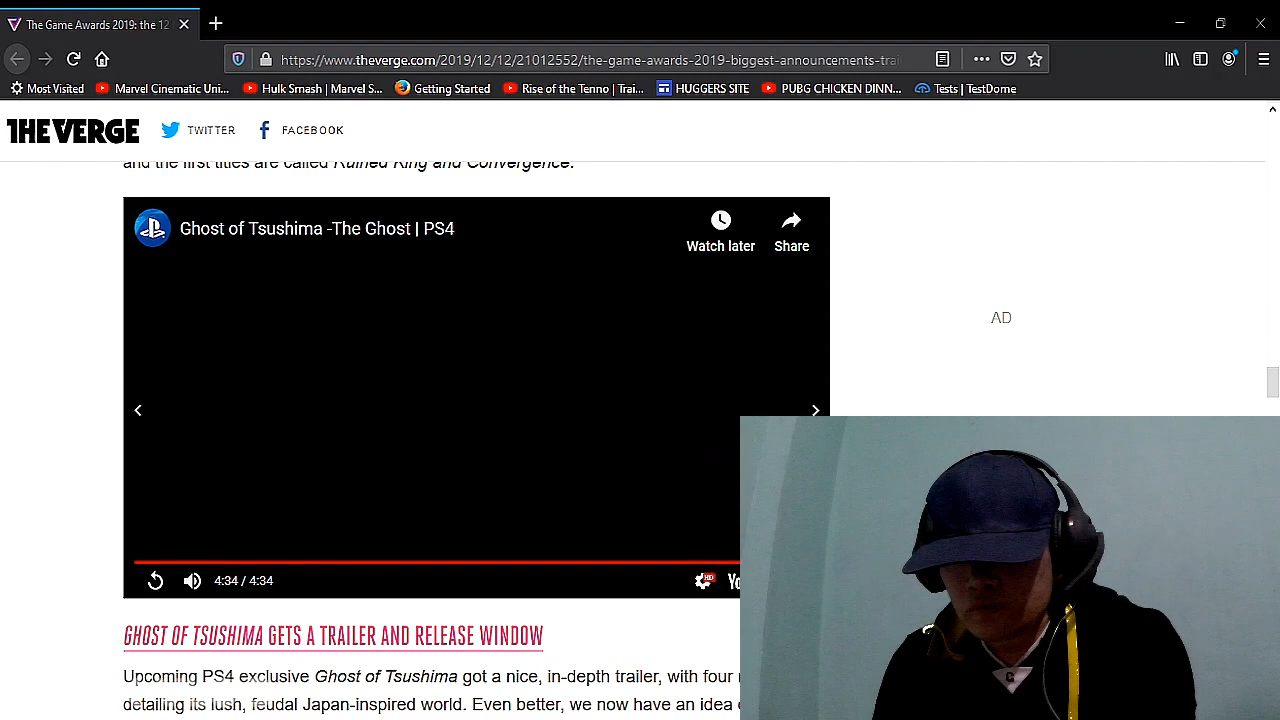 The Game Awards 2019: the 12
https://www.theverge.com/2019/12/12/21012552/the-game-awards-2019-biggest-announcements-trai
Most Visited Marvel Cinematic Uni... Hulk Smash | Marvel S... Getting Started Rise of the Tenno | Trai... HUGGERS SITE PUBG CHICKEN DINN... Tests | TestDome
THE VERGE TWITTER FACEBOOK
and the first titles are called Ruined King and Convergence.
Ghost of Tsushima -The Ghost | PS4
Watch later Share
AD
4:34 / 4:34 HD
GHOST OF TSUSHIMA GETS A TRAILER AND RELEASE WINDOW
Upcoming PS4 exclusive Ghost of Tsushima got a nice, in-depth trailer, with four
detailing its lush, feudal Japan-inspired world. Even better, we now have an idea
C